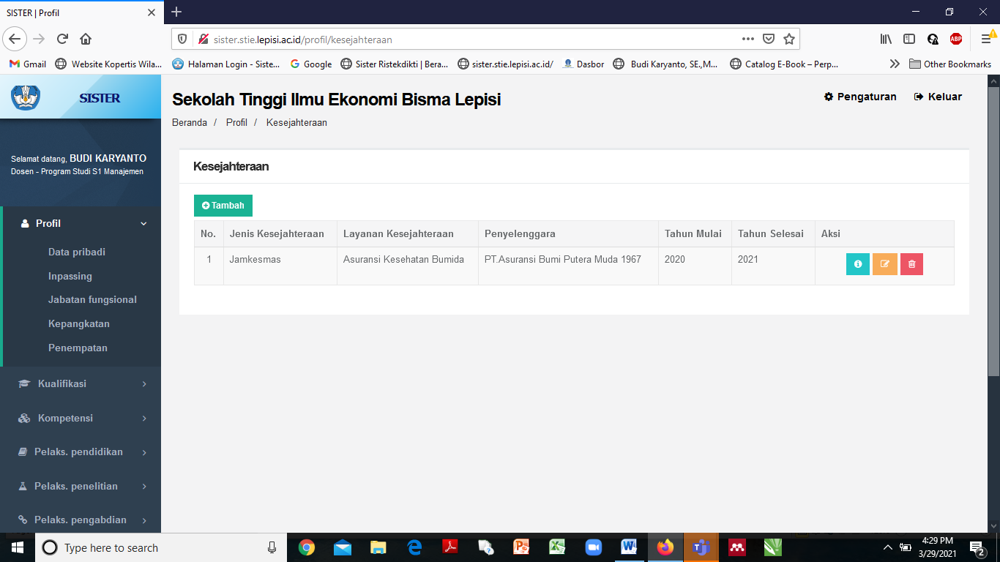 SISTER | Profil
sister.stie.lepisi.ac.id/profil/kesejahteraan
Gmail
Website Kopertis Wila...
Halaman Login - Siste...
Google
Sister Ristekdikti | Bera...
sister.stie.lepisi.ac.id/
Dasbor
Budi Karyanto, SE.,M...
Catalog E-Book – Perp...
Other Bookmarks
ABP
SISTER
Sekolah Tinggi Ilmu Ekonomi Bisma Lepisi
Pengaturan
Keluar
Beranda / Profil / Kesejahteraan
Selamat datang, BUDI KARYANTO
Dosen - Program Studi S1 Manajemen
Profil
Data pribadi
Inpassing
Jabatan fungsional
Kepangkatan
Penempatan
Kualifikasi
Kompetensi
Pelaks. pendidikan
Pelaks. penelitian
Pelaks. pengabdian
Kesejahteraan
Tambah
No. Jenis Kesejahteraan Layanan Kesejahteraan Penyelenggara Tahun Mulai Tahun Selesai Aksi
1 Jamkesmas Asuransi Kesehatan Bumida PT.Asuransi Bumi Putera Muda 1967 2020 2021
Type here to search
4:29 PM
3/29/2021
2